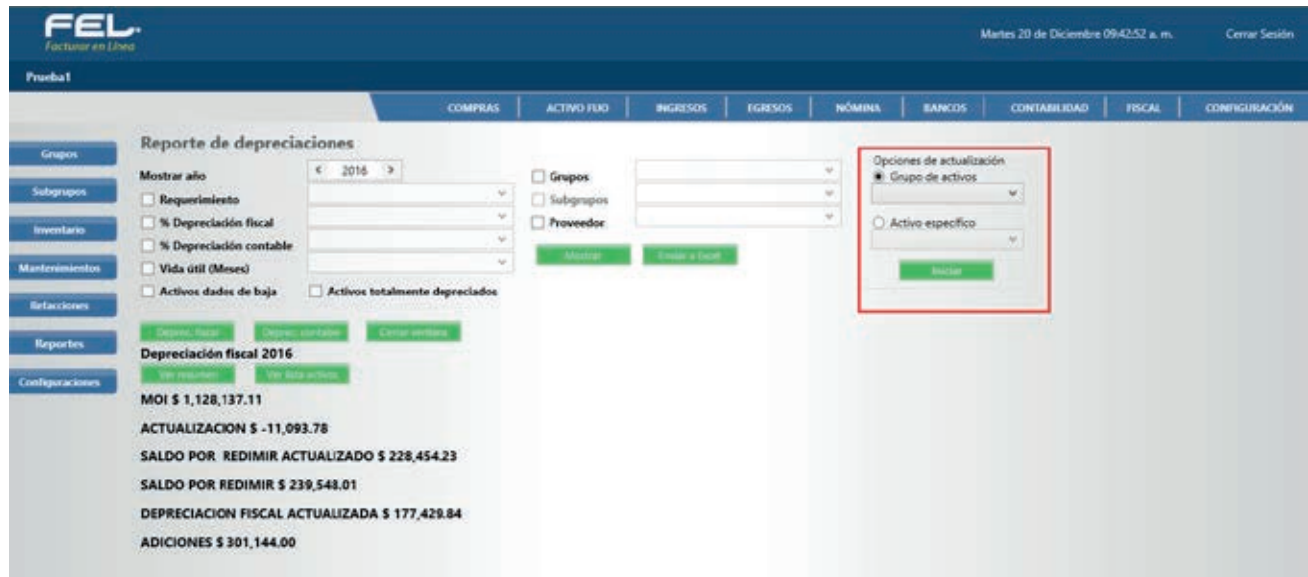 FEL
Facturar en Línea
Martes 20 de Diciembre 09:42:52 a. m.
Cerrar Sesión
Prueba1
COMPRAS
ACTIVO FIJO
INGRESOS
EGRESOS
NÓMINA
BANCOS
CONTABILIDAD
FISCAL
CONFIGURACIÓN
Grupos
Subgrupos
Inventario
Mantenimientos
Refacciones
Reportes
Configuraciones
Reporte de depreciaciones
Mostrar año
< 2016 >
Requerimiento
% Depreciación fiscal
% Depreciación contable
Vida útil (Meses)
Activos dados de baja
Activos totalmente depreciados
Grupos
Subgrupos
Proveedor
Mostrar
Enviar a Excel
Opciones de actualización
Grupo de activos
Activo específico
Iniciar
Deprec. fiscal
Deprec. contable
Cerrar ventana
Depreciación fiscal 2016
Ver resumen
Ver lista activos
MOI $ 1,128,137.11
ACTUALIZACION $ -11,093.78
SALDO POR REDIMIR ACTUALIZADO $ 228,454.23
SALDO POR REDIMIR $ 239,548.01
DEPRECIACION FISCAL ACTUALIZADA $ 177,429.84
ADICIONES $ 301,144.00